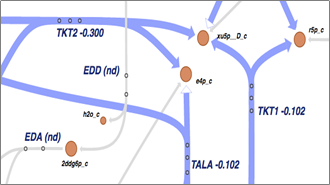 TKT2 -0.300
xu5p__D_c
r5p_c
EDD (nd)
e4p_c
h2o_c
TKT1 -0.102
EDA (nd)
2ddg6p_c
TALA -0.102